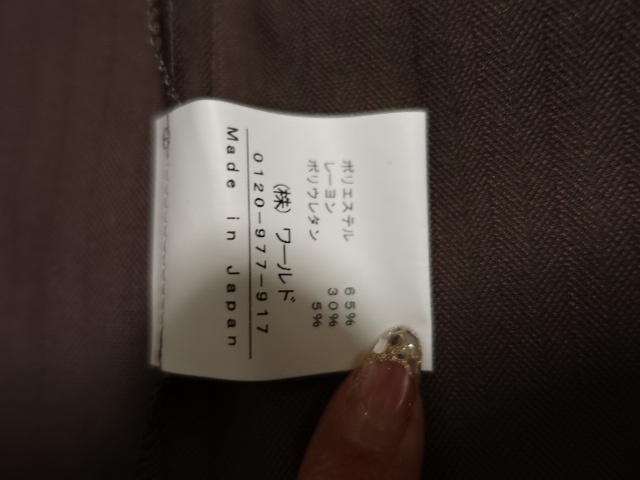 ポリエステル 65%
レーヨン 30%
ポリウレタン 5%
(株)ワールド
0120-977-917
Made in Japan